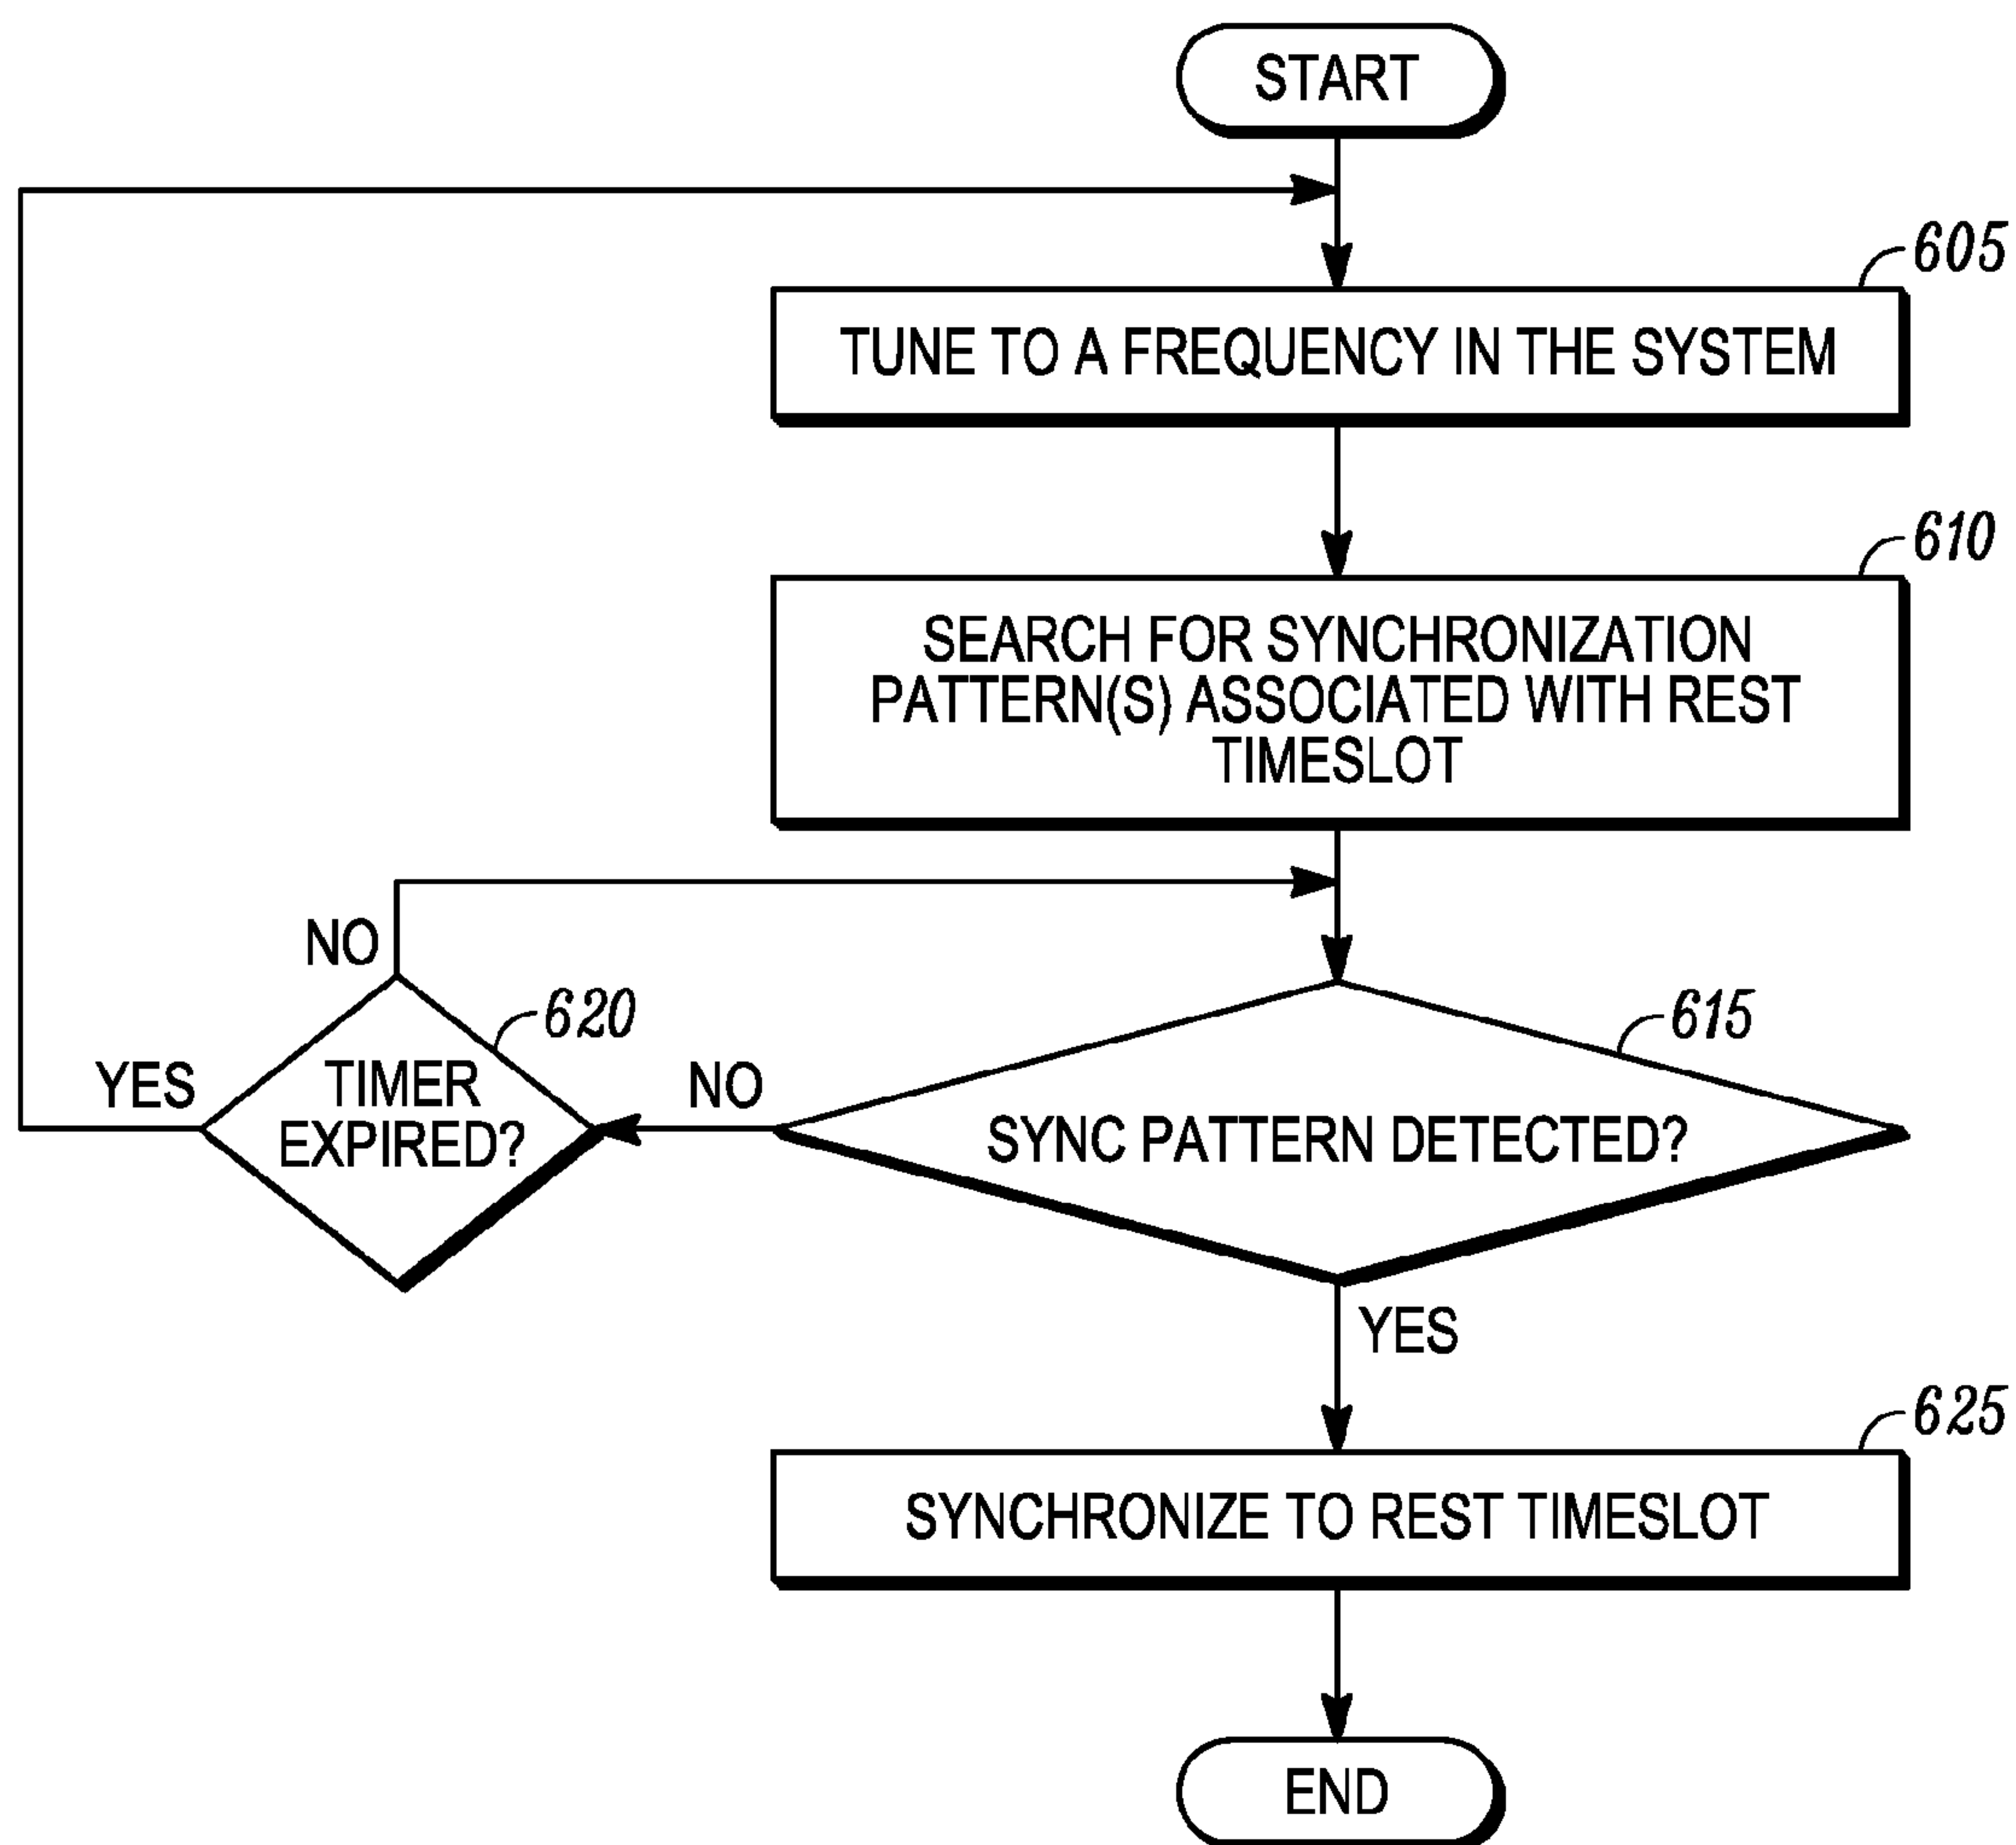 START
605
TUNE TO A FREQUENCY IN THE SYSTEM
610
SEARCH FOR SYNCHRONIZATION
PATTERN(S) ASSOCIATED WITH REST
TIMESLOT
NO
620
615
YES
TIMER
EXPIRED?
NO
SYNC PATTERN DETECTED?
YES
625
SYNCHRONIZE TO REST TIMESLOT
END